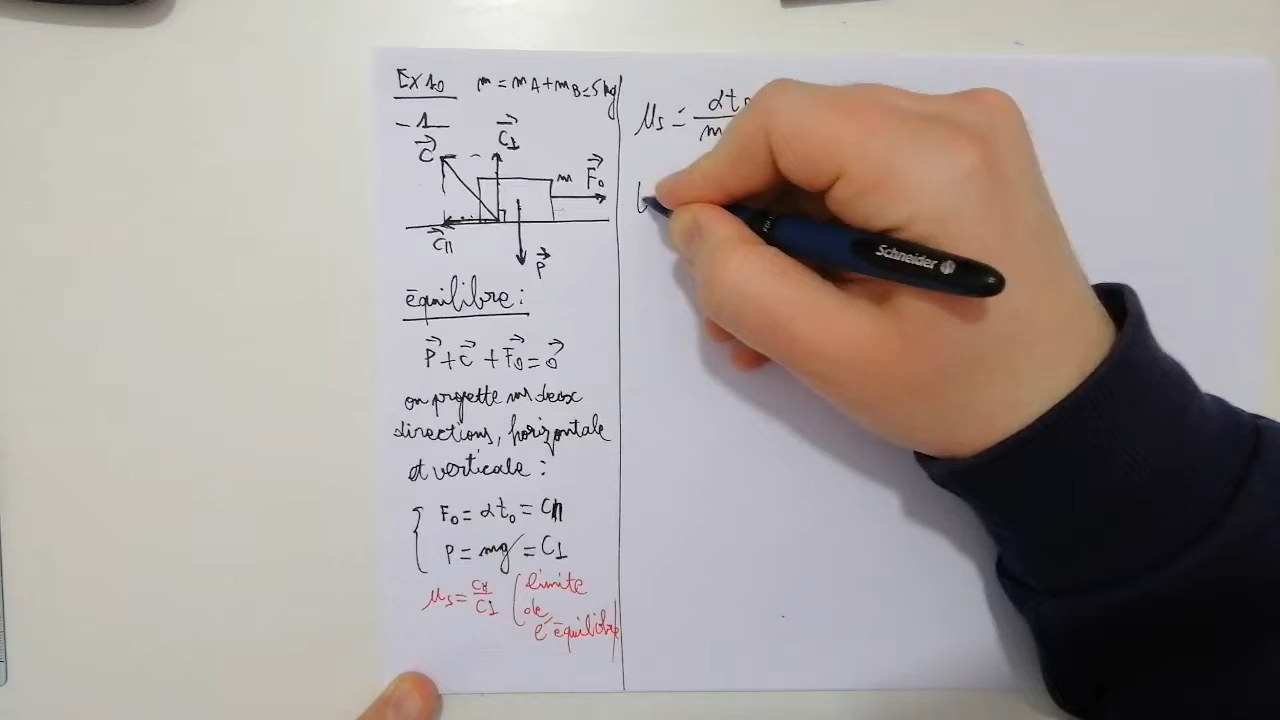 Ex 10 m = mA + mB = 5 kg
- 1
C⃗ C⃗⊥
m F⃗₀
C⃗∥
P⃗
équilibre :
P⃗ + C⃗ + F⃗₀ = 0⃗
on projette sur deux
directions, horizontale
et verticale :
F₀ = αt₀ = C∥
P = mg = C⊥
μs = C∥/C⊥ (limite
de
l'équilibre
μs = αt₀/m
Schneider